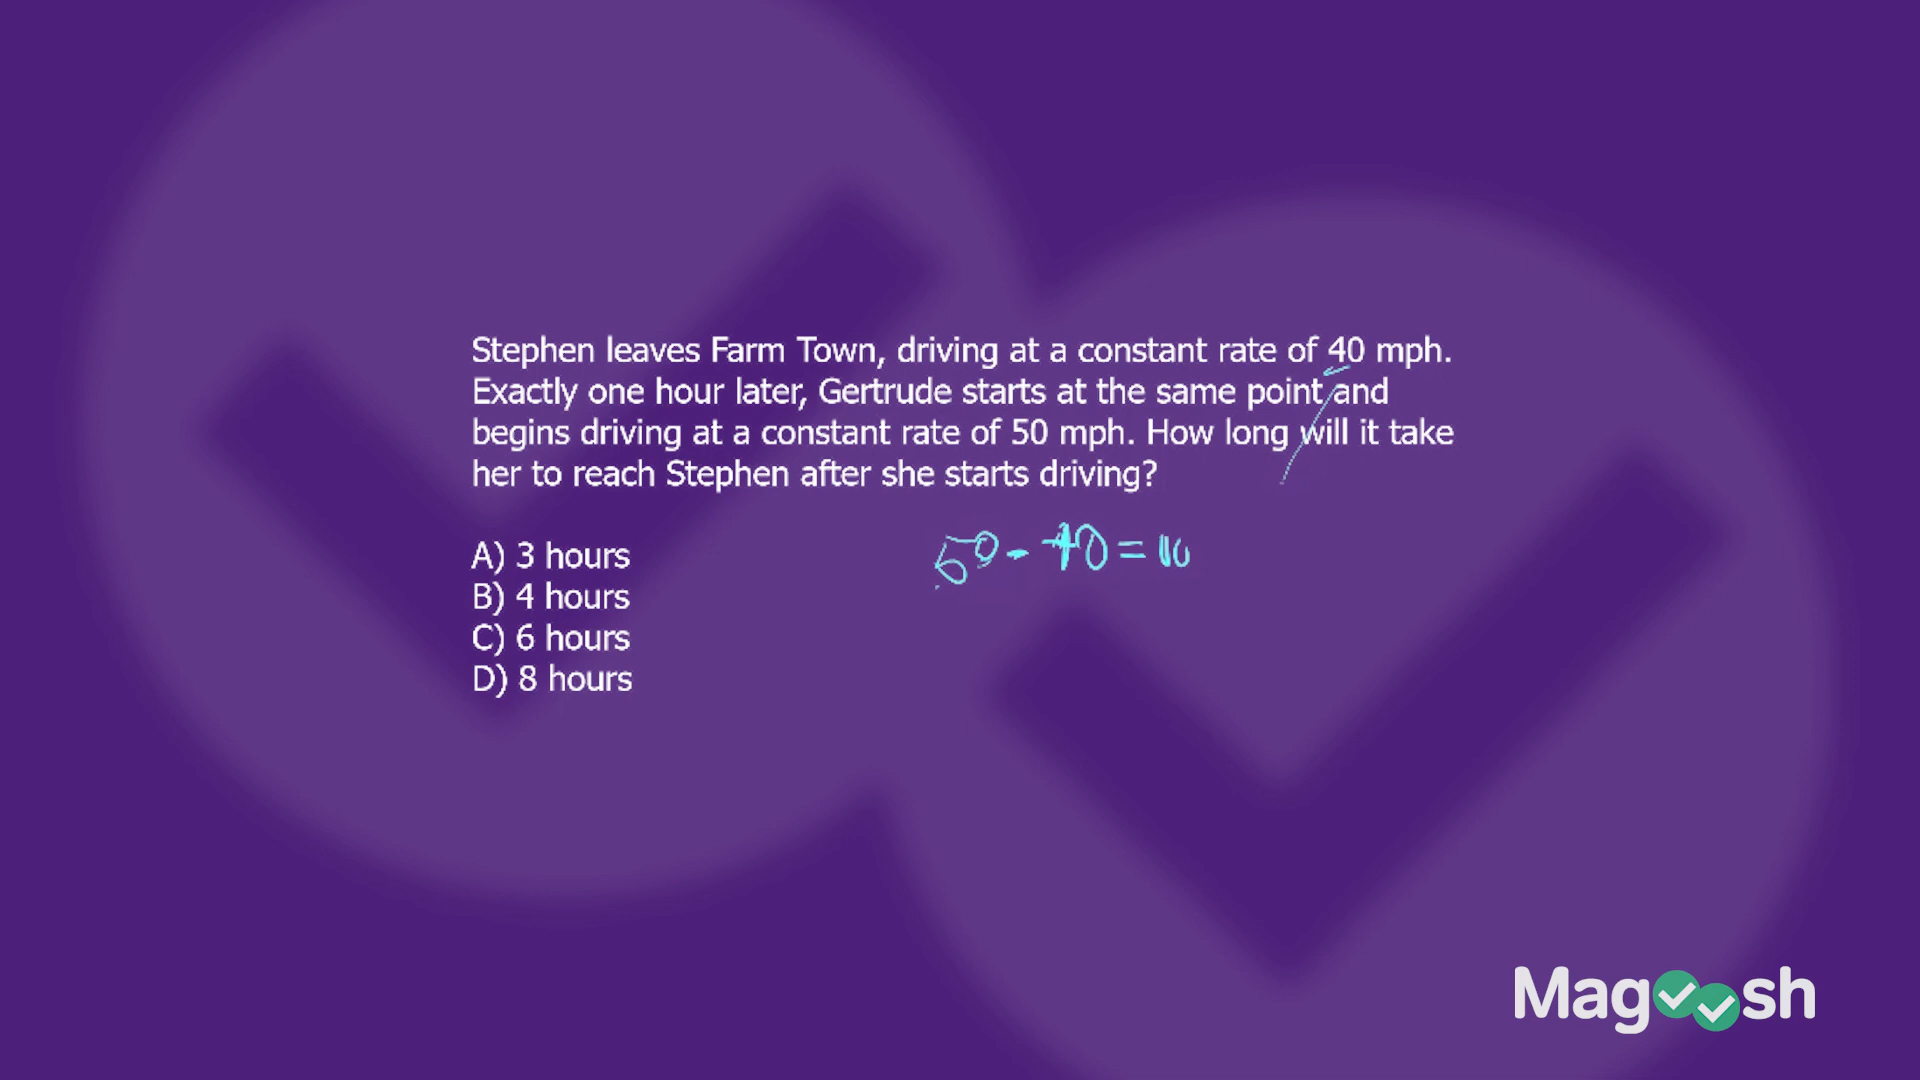 Stephen leaves Farm Town, driving at a constant rate of 40 mph.
Exactly one hour later, Gertrude starts at the same point and
begins driving at a constant rate of 50 mph. How long will it take
her to reach Stephen after she starts driving?
A) 3 hours
50 - 40 = 10
B) 4 hours
C) 6 hours
D) 8 hours
Magoosh